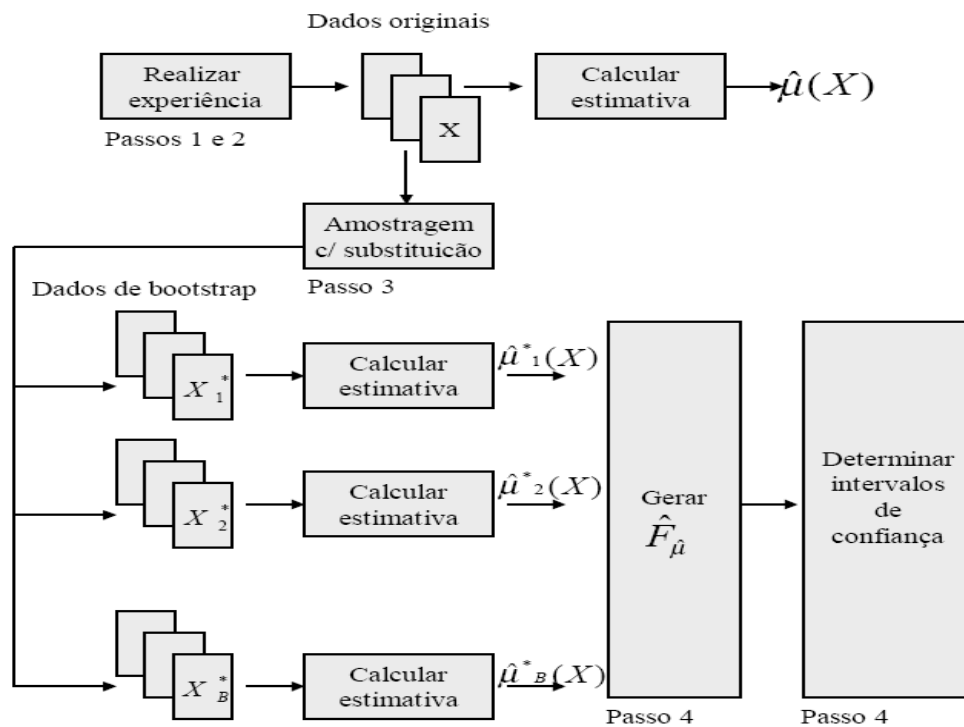 Dados originais
Realizar
experiência
Passos 1 e 2
X
Calcular
estimativa
μ̂(X)
Amostragem
c/ substituicão
Passo 3
Dados de bootstrap
X*1
Calcular
estimativa
μ̂*1(X)
X*2
Calcular
estimativa
μ̂*2(X)
X*B
Calcular
estimativa
μ̂*B(X)
Gerar
F̂μ̂
Passo 4
Determinar
intervalos
de
confiança
Passo 4